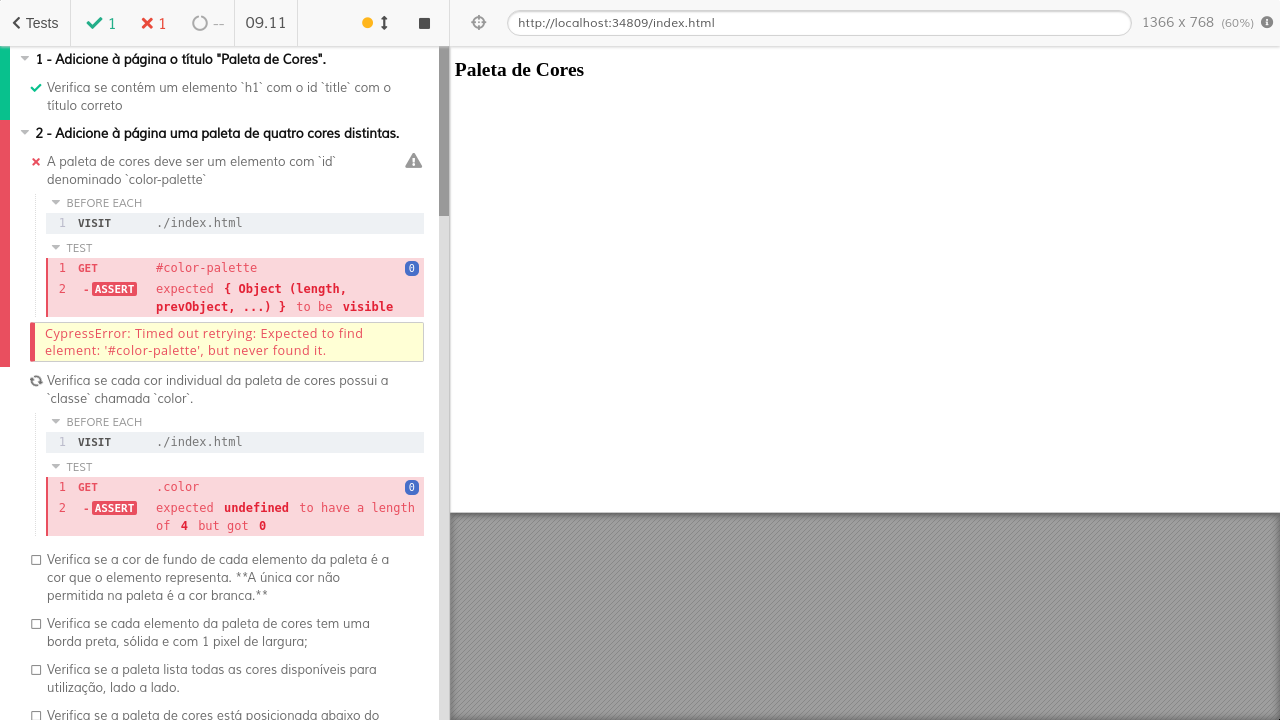 Tests 1 1 -- 09.11 http://localhost:34809/index.html 1366 x 768 (60%)
1 - Adicione à página o título "Paleta de Cores".
Verifica se contém um elemento `h1` com o id `title` com o
título correto
2 - Adicione à página uma paleta de quatro cores distintas.
A paleta de cores deve ser um elemento com `id`
denominado `color-palette`
BEFORE EACH
1 VISIT ./index.html
TEST
1 GET #color-palette 0
2 -ASSERT expected { Object (length,
prevObject, ...) } to be visible
CypressError: Timed out retrying: Expected to find
element: '#color-palette', but never found it.
Verifica se cada cor individual da paleta de cores possui a
`classe` chamada `color`.
BEFORE EACH
1 VISIT ./index.html
TEST
1 GET .color 0
2 -ASSERT expected undefined to have a length
of 4 but got 0
Verifica se a cor de fundo de cada elemento da paleta é a
cor que o elemento representa. **A única cor não
permitida na paleta é a cor branca.**
Verifica se cada elemento da paleta de cores tem uma
borda preta, sólida e com 1 pixel de largura;
Verifica se a paleta lista todas as cores disponíveis para
utilização, lado a lado.
Verifica se a paleta de cores está posicionada abaixo do
Paleta de Cores